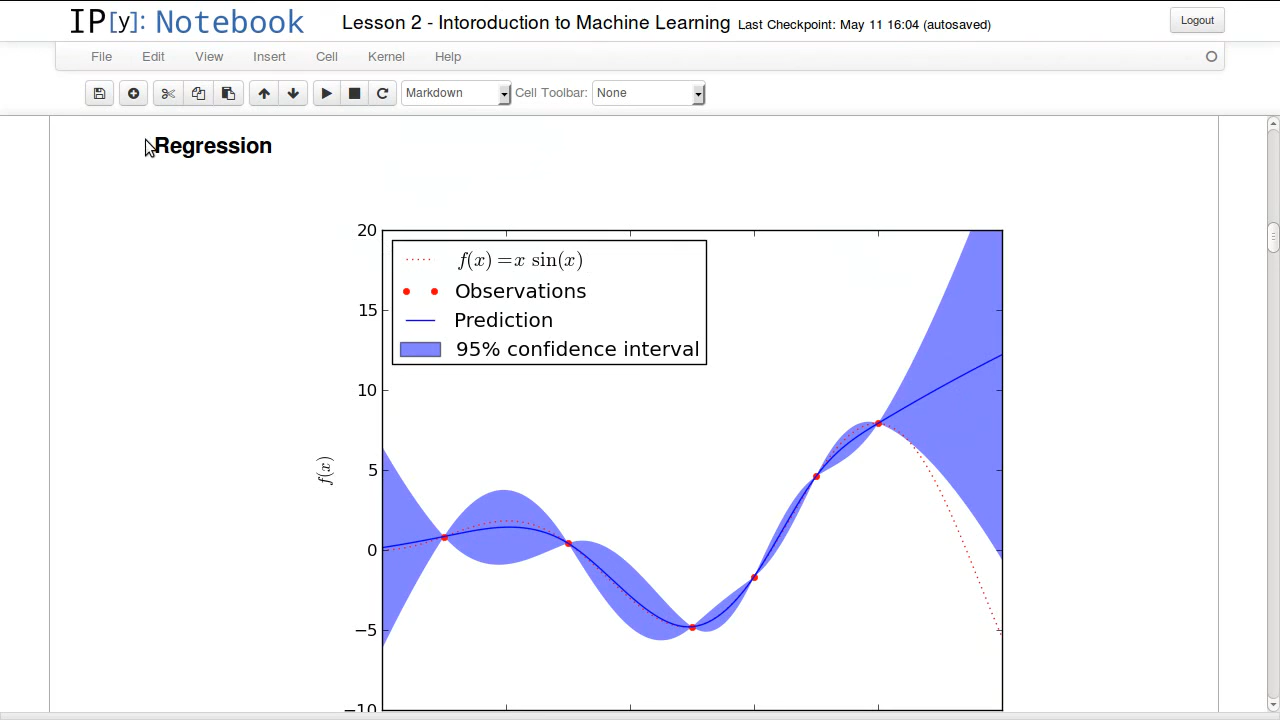 IP[y]: Notebook
Lesson 2 - Intoroduction to Machine Learning Last Checkpoint: May 11 16:04 (autosaved)
Logout
File Edit View Insert Cell Kernel Help
Markdown Cell Toolbar: None
Regression
20
15
10
5
0
−5
−10
f(x)
f(x) = x sin(x)
Observations
Prediction
95% confidence interval